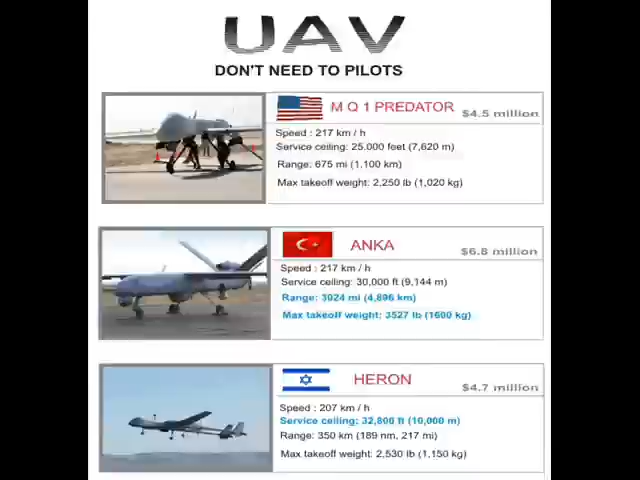 UAV
DON'T NEED TO PILOTS
M Q 1 PREDATOR
$4.5 million
Speed : 217 km / h
Service ceiling: 25.000 feet (7,620 m)
Range: 675 mi (1,100 km)
Max takeoff weight: 2,250 lb (1,020 kg)
ANKA
$6.8 million
Speed : 217 km / h
Service ceiling: 30,000 ft (9,144 m)
Range: 3024 mi (4,896 km)
Max takeoff weight: 3527 lb (1600 kg)
HERON
$4.7 million
Speed : 207 km / h
Service ceiling: 32,800 ft (10,000 m)
Range: 350 km (189 nm, 217 mi)
Max takeoff weight: 2,530 lb (1,150 kg)